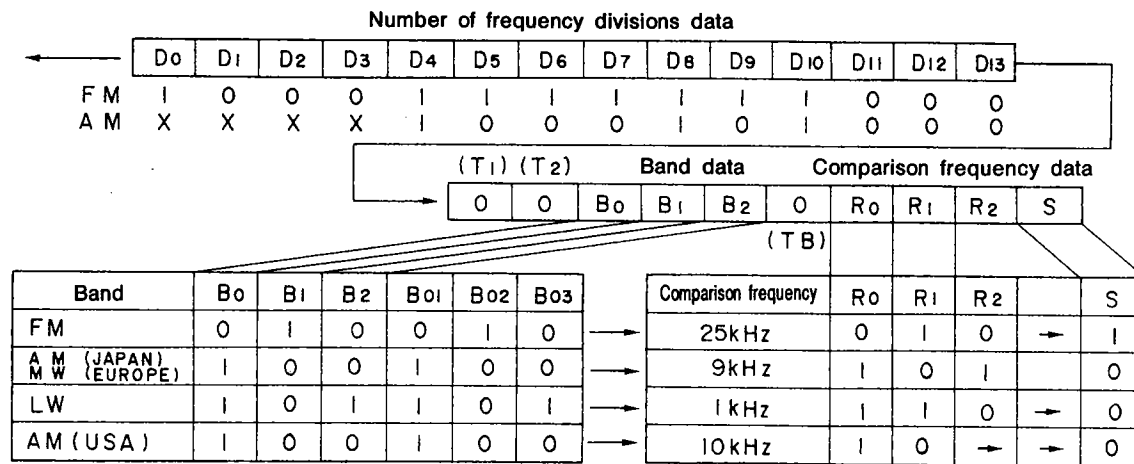 Number of frequency divisions data
D0 D1 D2 D3 D4 D5 D6 D7 D8 D9 D10 D11 D12 D13
FM 1 0 0 0 1 1 1 1 1 1 1 0 0 0
AM X X X X 1 0 0 0 1 0 1 0 0 0
(T1) (T2) Band data Comparison frequency data
0 0 B0 B1 B2 0 R0 R1 R2 S
(TB)
Band B0 B1 B2 B01 B02 B03 Comparison frequency R0 R1 R2 S
FM 0 1 0 0 1 0 → 25kHz 0 1 0 → 1
AM (JAPAN)
MW (EUROPE) 1 0 0 1 0 0 → 9kHz 1 0 1 0
LW 1 0 1 1 0 1 → 1kHz 1 1 0 → 0
AM (USA) 1 0 0 1 0 0 → 10kHz 1 0 → → 0